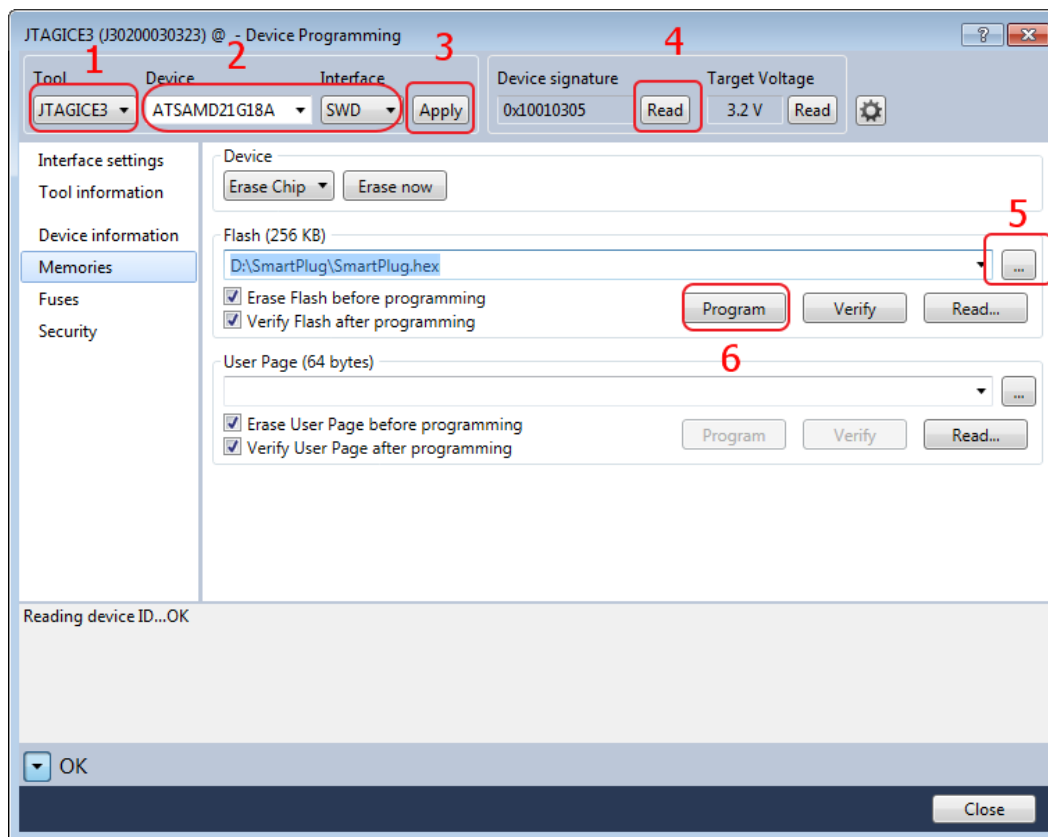 JTAGICE3 (J30200030323) @  - Device Programming
1 2 3 4
Tool Device Interface Device signature Target Voltage
JTAGICE3 ATSAMD21G18A SWD Apply 0x10010305 Read 3.2 V Read
Interface settings
Tool information
Device information
Memories
Fuses
Security
Device
Erase Chip Erase now
5
Flash (256 KB)
D:\SmartPlug\SmartPlug.hex ...
Erase Flash before programming
Verify Flash after programming
Program Verify Read...
6
User Page (64 bytes)
...
Erase User Page before programming
Verify User Page after programming
Program Verify Read...
Reading device ID...OK
OK
Close